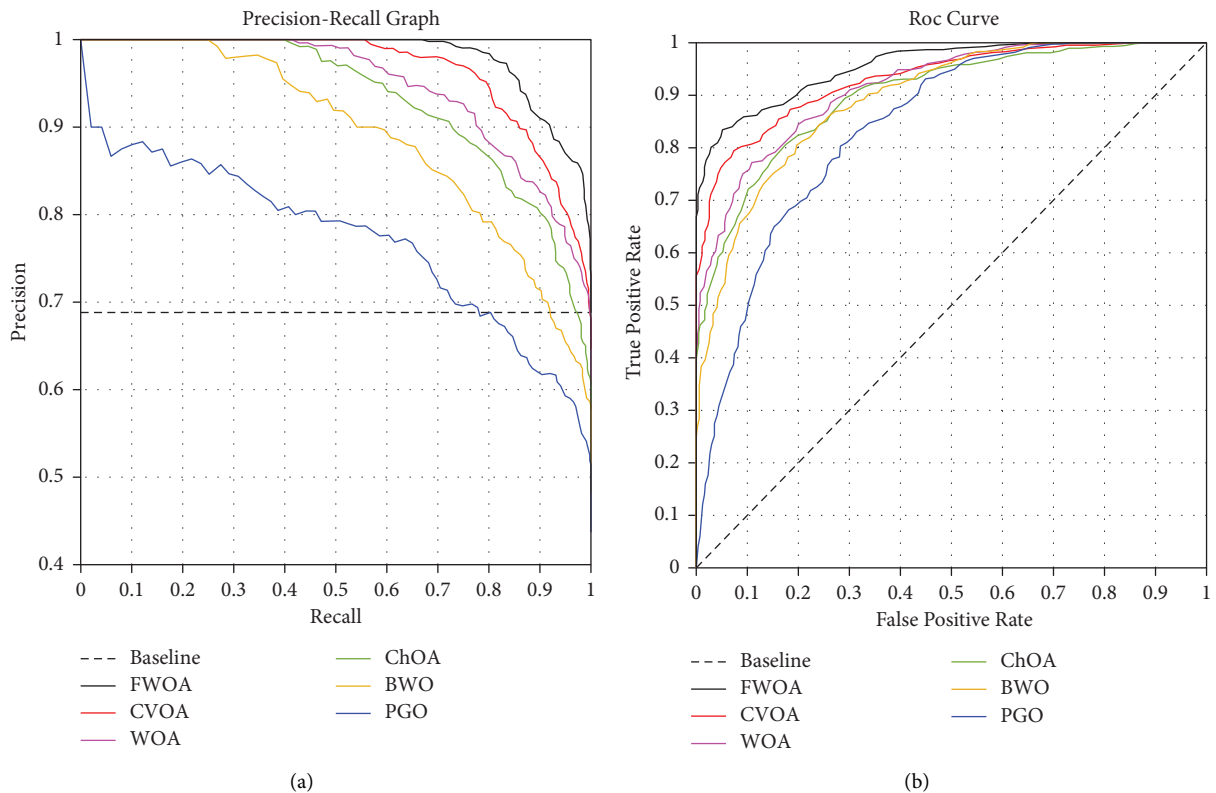 Precision-Recall Graph
1
0.9
0.8
0.7
0.6
0.5
0.4
Precision
0 0.1 0.2 0.3 0.4 0.5 0.6 0.7 0.8 0.9 1
Recall
Baseline
FWOA
CVOA
WOA
ChOA
BWO
PGO
(a)
Roc Curve
1
0.9
0.8
0.7
0.6
0.5
0.4
0.3
0.2
0.1
0
True Positive Rate
0 0.1 0.2 0.3 0.4 0.5 0.6 0.7 0.8 0.9 1
False Positive Rate
Baseline
FWOA
CVOA
WOA
ChOA
BWO
PGO
(b)